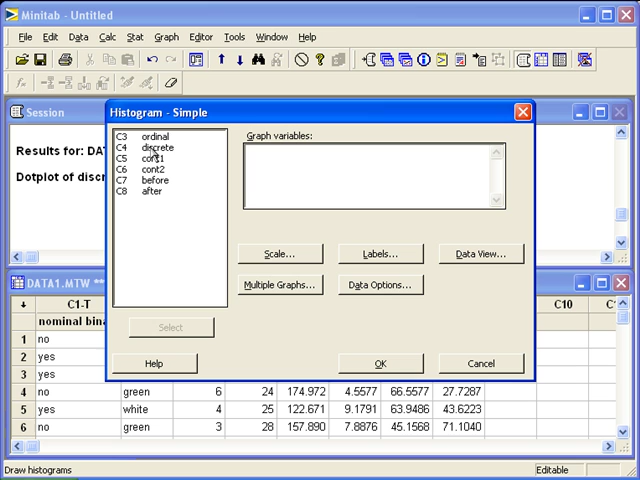 Minitab - Untitled
File Edit Data Calc Stat Graph Editor Tools Window Help
Session
Histogram - Simple
Results for: DAT
Dotplot of discr
C3 ordinal
C4 discrete
C5 cont1
C6 cont2
C7 before
C8 after
Graph variables:
Scale...
Labels...
Data View...
Multiple Graphs...
Data Options...
Select
Help
OK
Cancel
DATA1.MTW **
C1-T
C10
nominal bina
1 no
2 yes
3 yes
4 no green 6 24 174.972 4.5577 66.5577 27.7287
5 yes white 4 25 122.671 9.1791 63.9486 43.6223
6 no green 3 28 157.890 7.8876 45.1568 71.1040
Draw histograms
Editable